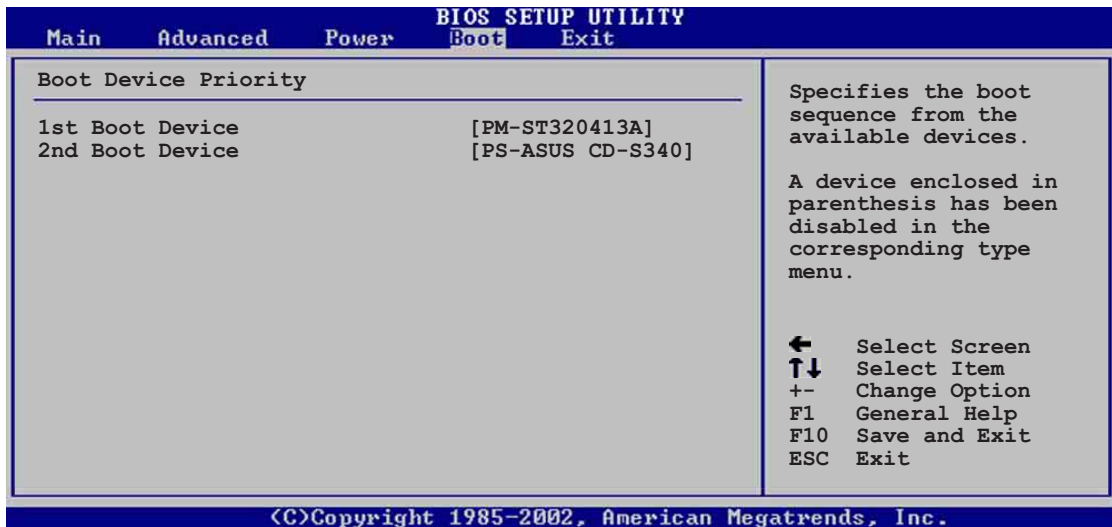 BIOS SETUP UTILITY
Main Advanced Power Boot Exit
Boot Device Priority
1st Boot Device [PM-ST320413A]
2nd Boot Device [PS-ASUS CD-S340]
Specifies the boot
sequence from the
available devices.
A device enclosed in
parenthesis has been
disabled in the
corresponding type
menu.
← Select Screen
↑↓ Select Item
+- Change Option
F1 General Help
F10 Save and Exit
ESC Exit
(C)Copyright 1985-2002, American Megatrends, Inc.